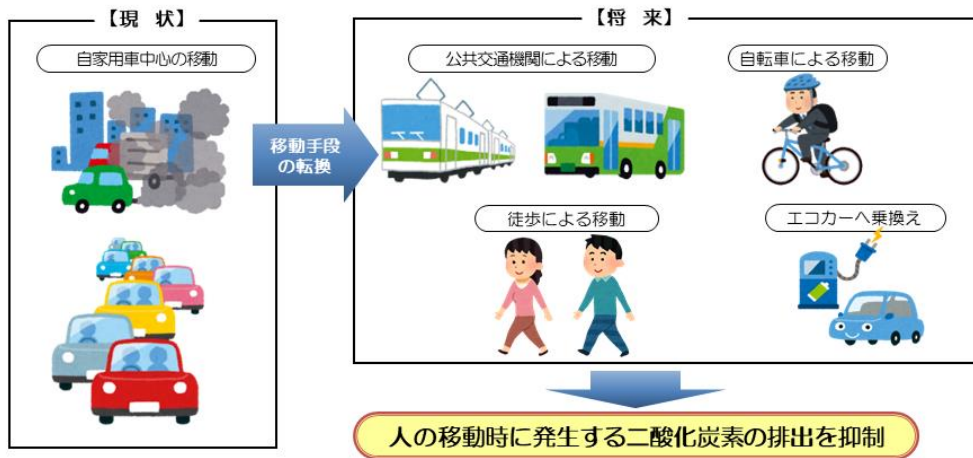 【現 状】
自家用車中心の移動
移動手段
の転換
【将 来】
公共交通機関による移動
自転車による移動
徒歩による移動
エコカーへ乗換え
人の移動時に発生する二酸化炭素の排出を抑制